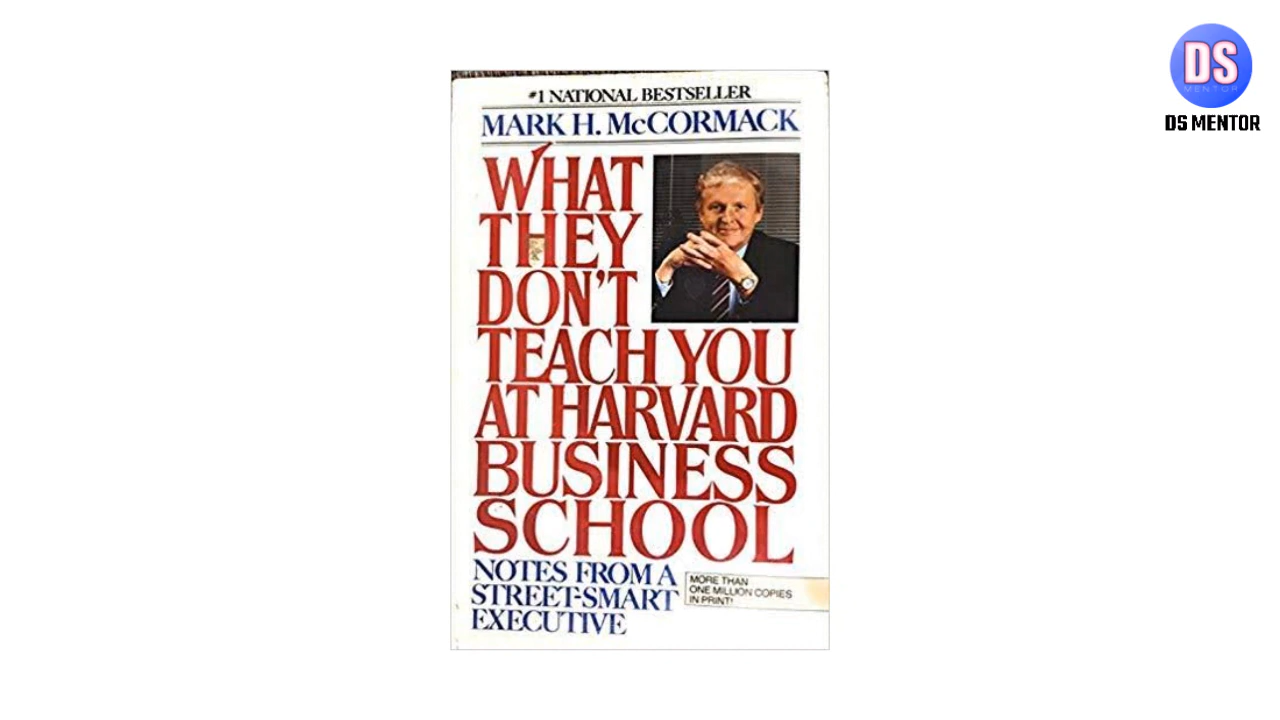 #1 NATIONAL BESTSELLER
MARK H. McCORMACK
WHAT
THEY
DON'T
TEACH YOU
AT HARVARD
BUSINESS
SCHOOL
NOTES FROM A
STREET-SMART
EXECUTIVE
MORE THAN
ONE MILLION COPIES
IN PRINT!
DS
MENTOR
DS MENTOR